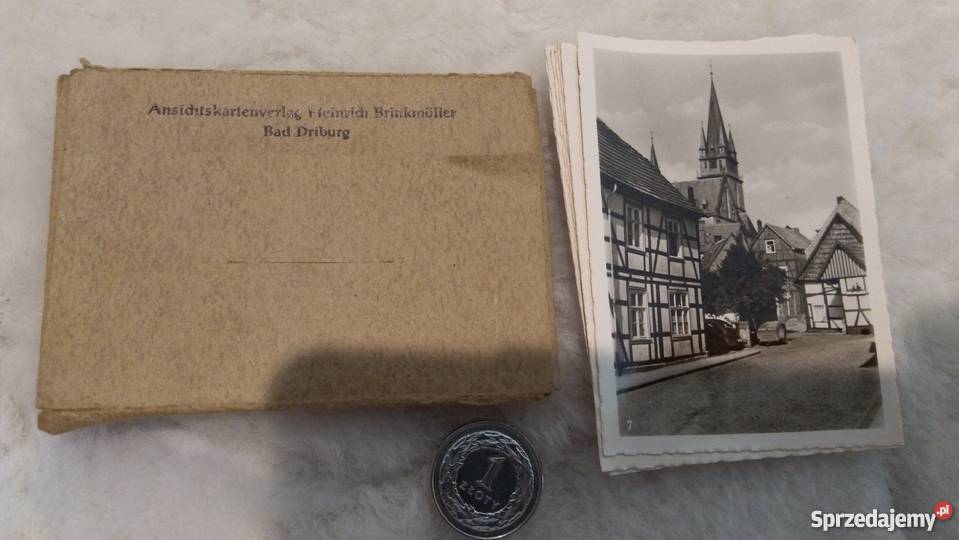 Ansichtskartenverlag Heinrich Brinkmöller
Bad Driburg
7
1
ZŁOTY
Sprzedajemy.pl